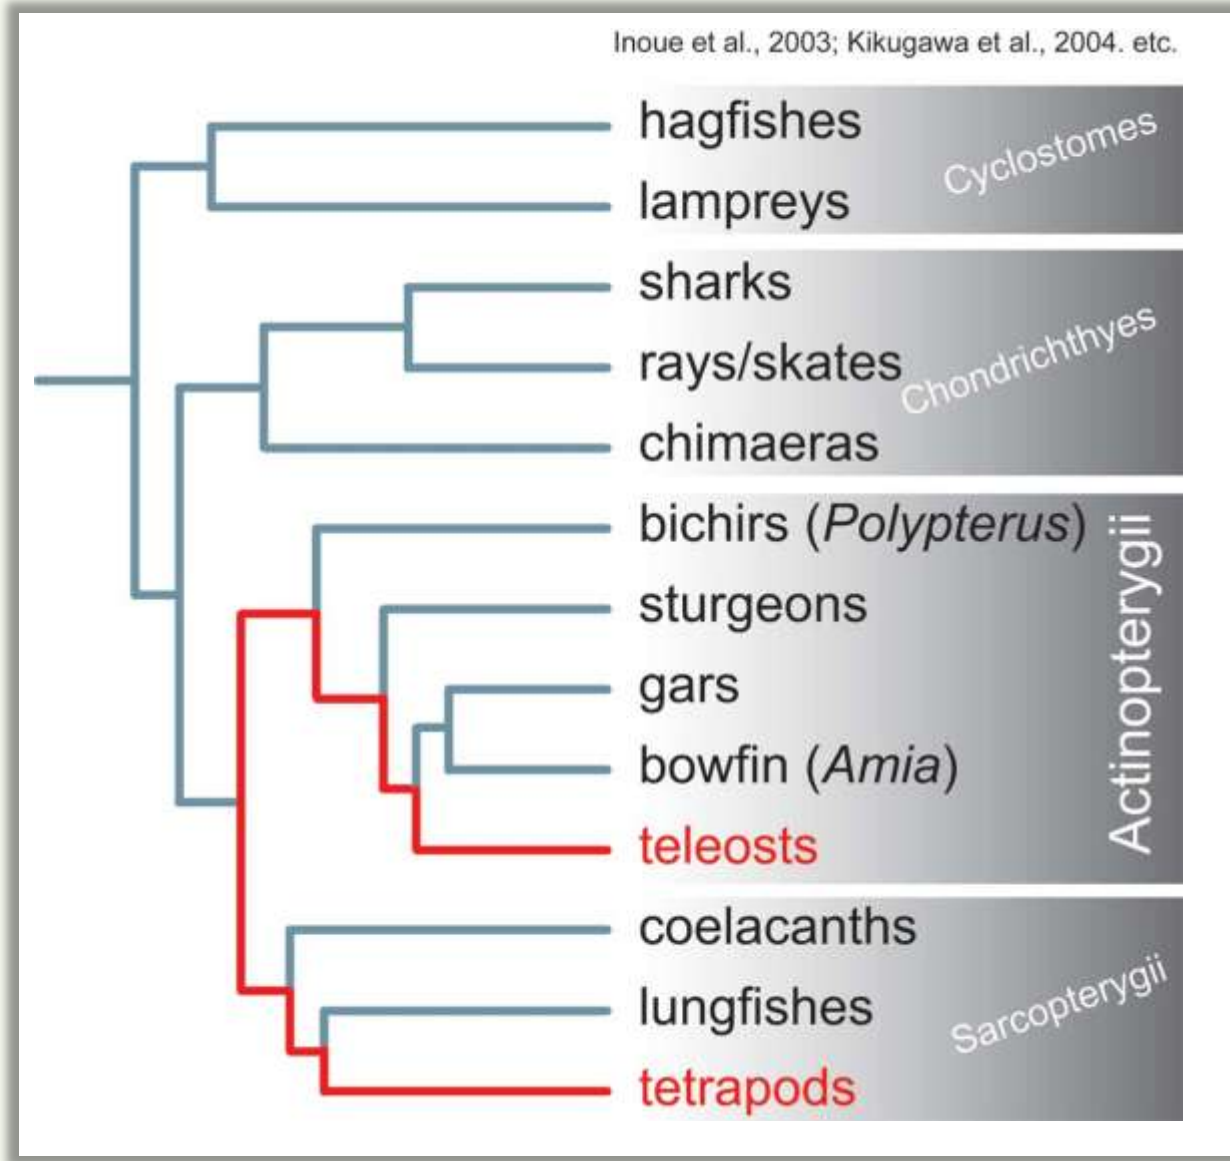 Inoue et al., 2003; Kikugawa et al., 2004. etc.
hagfishes
Cyclostomes
lampreys
sharks
rays/skates
Chondrichthyes
chimaeras
bichirs (Polypterus)
sturgeons
gars
bowfin (Amia)
teleosts
Actinopterygii
coelacanths
lungfishes
Sarcopterygii
tetrapods